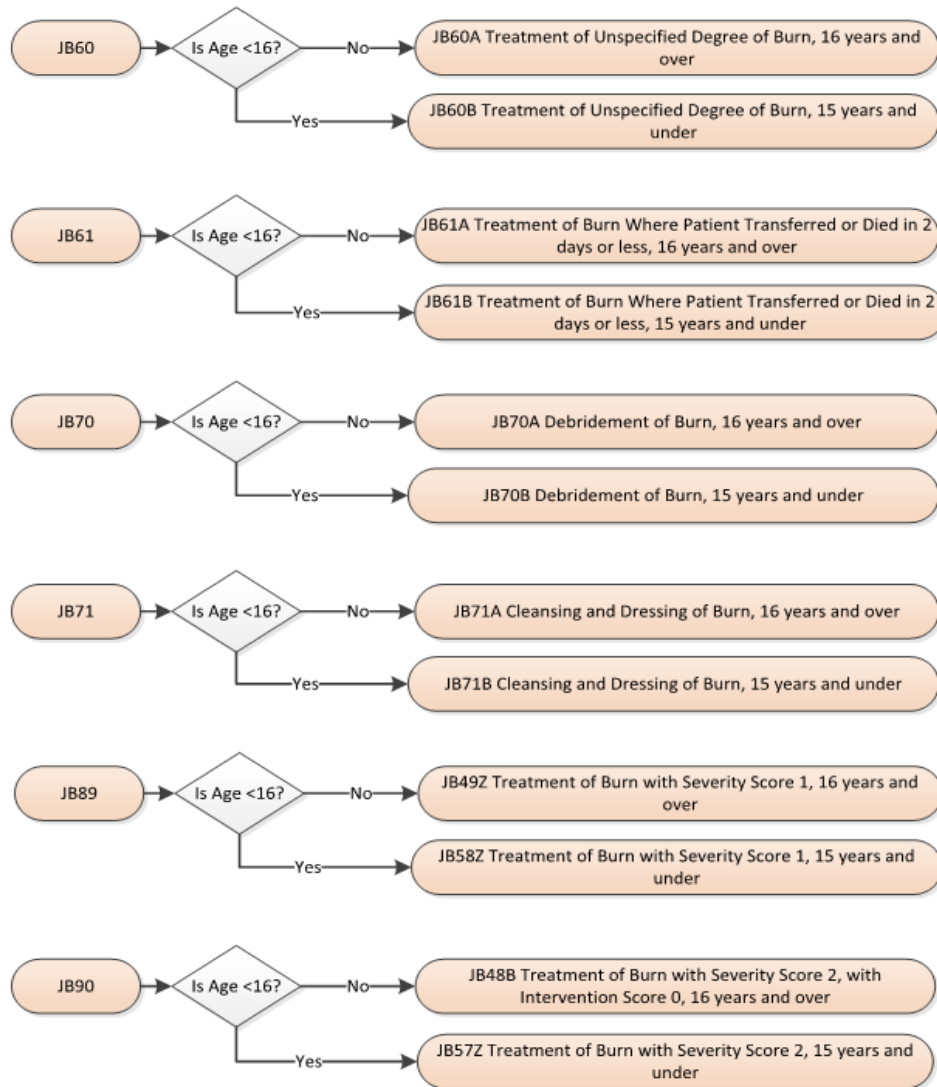 JB60
Is Age <16?
No
JB60A Treatment of Unspecified Degree of Burn, 16 years and
over
Yes
JB60B Treatment of Unspecified Degree of Burn, 15 years and
under
JB61
Is Age <16?
No
JB61A Treatment of Burn Where Patient Transferred or Died in 2
days or less, 16 years and over
Yes
JB61B Treatment of Burn Where Patient Transferred or Died in 2
days or less, 15 years and under
JB70
Is Age <16?
No
JB70A Debridement of Burn, 16 years and over
Yes
JB70B Debridement of Burn, 15 years and under
JB71
Is Age <16?
No
JB71A Cleansing and Dressing of Burn, 16 years and over
Yes
JB71B Cleansing and Dressing of Burn, 15 years and under
JB89
Is Age <16?
No
JB49Z Treatment of Burn with Severity Score 1, 16 years and
over
Yes
JB58Z Treatment of Burn with Severity Score 1, 15 years and
under
JB90
Is Age <16?
No
JB48B Treatment of Burn with Severity Score 2, with
Intervention Score 0, 16 years and over
Yes
JB57Z Treatment of Burn with Severity Score 2, 15 years and
under